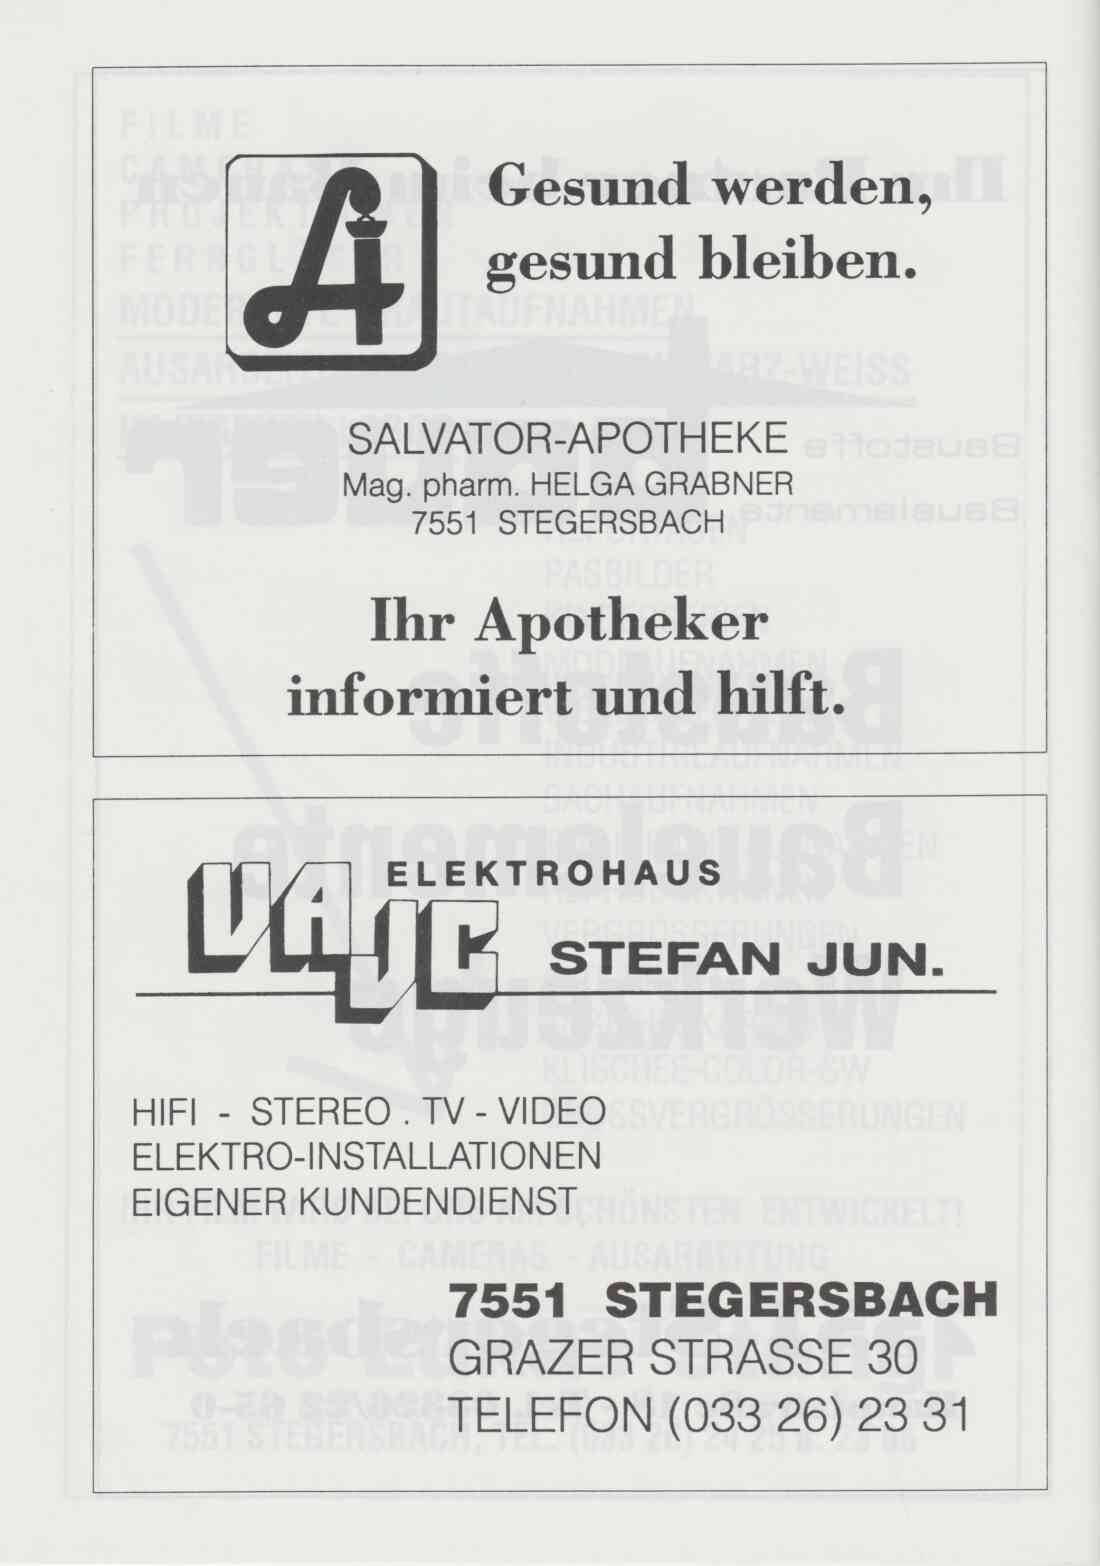 Gesund werden,
gesund bleiben.
SALVATOR-APOTHEKE
Mag. pharm. HELGA GRABNER
7551 STEGERSBACH
Ihr Apotheker
informiert und hilft.
ELEKTROHAUS
VAJC
STEFAN JUN.
HIFI - STEREO . TV - VIDEO
ELEKTRO-INSTALLATIONEN
EIGENER KUNDENDIENST
7551 STEGERSBACH
GRAZER STRASSE 30
TELEFON (033 26) 23 31